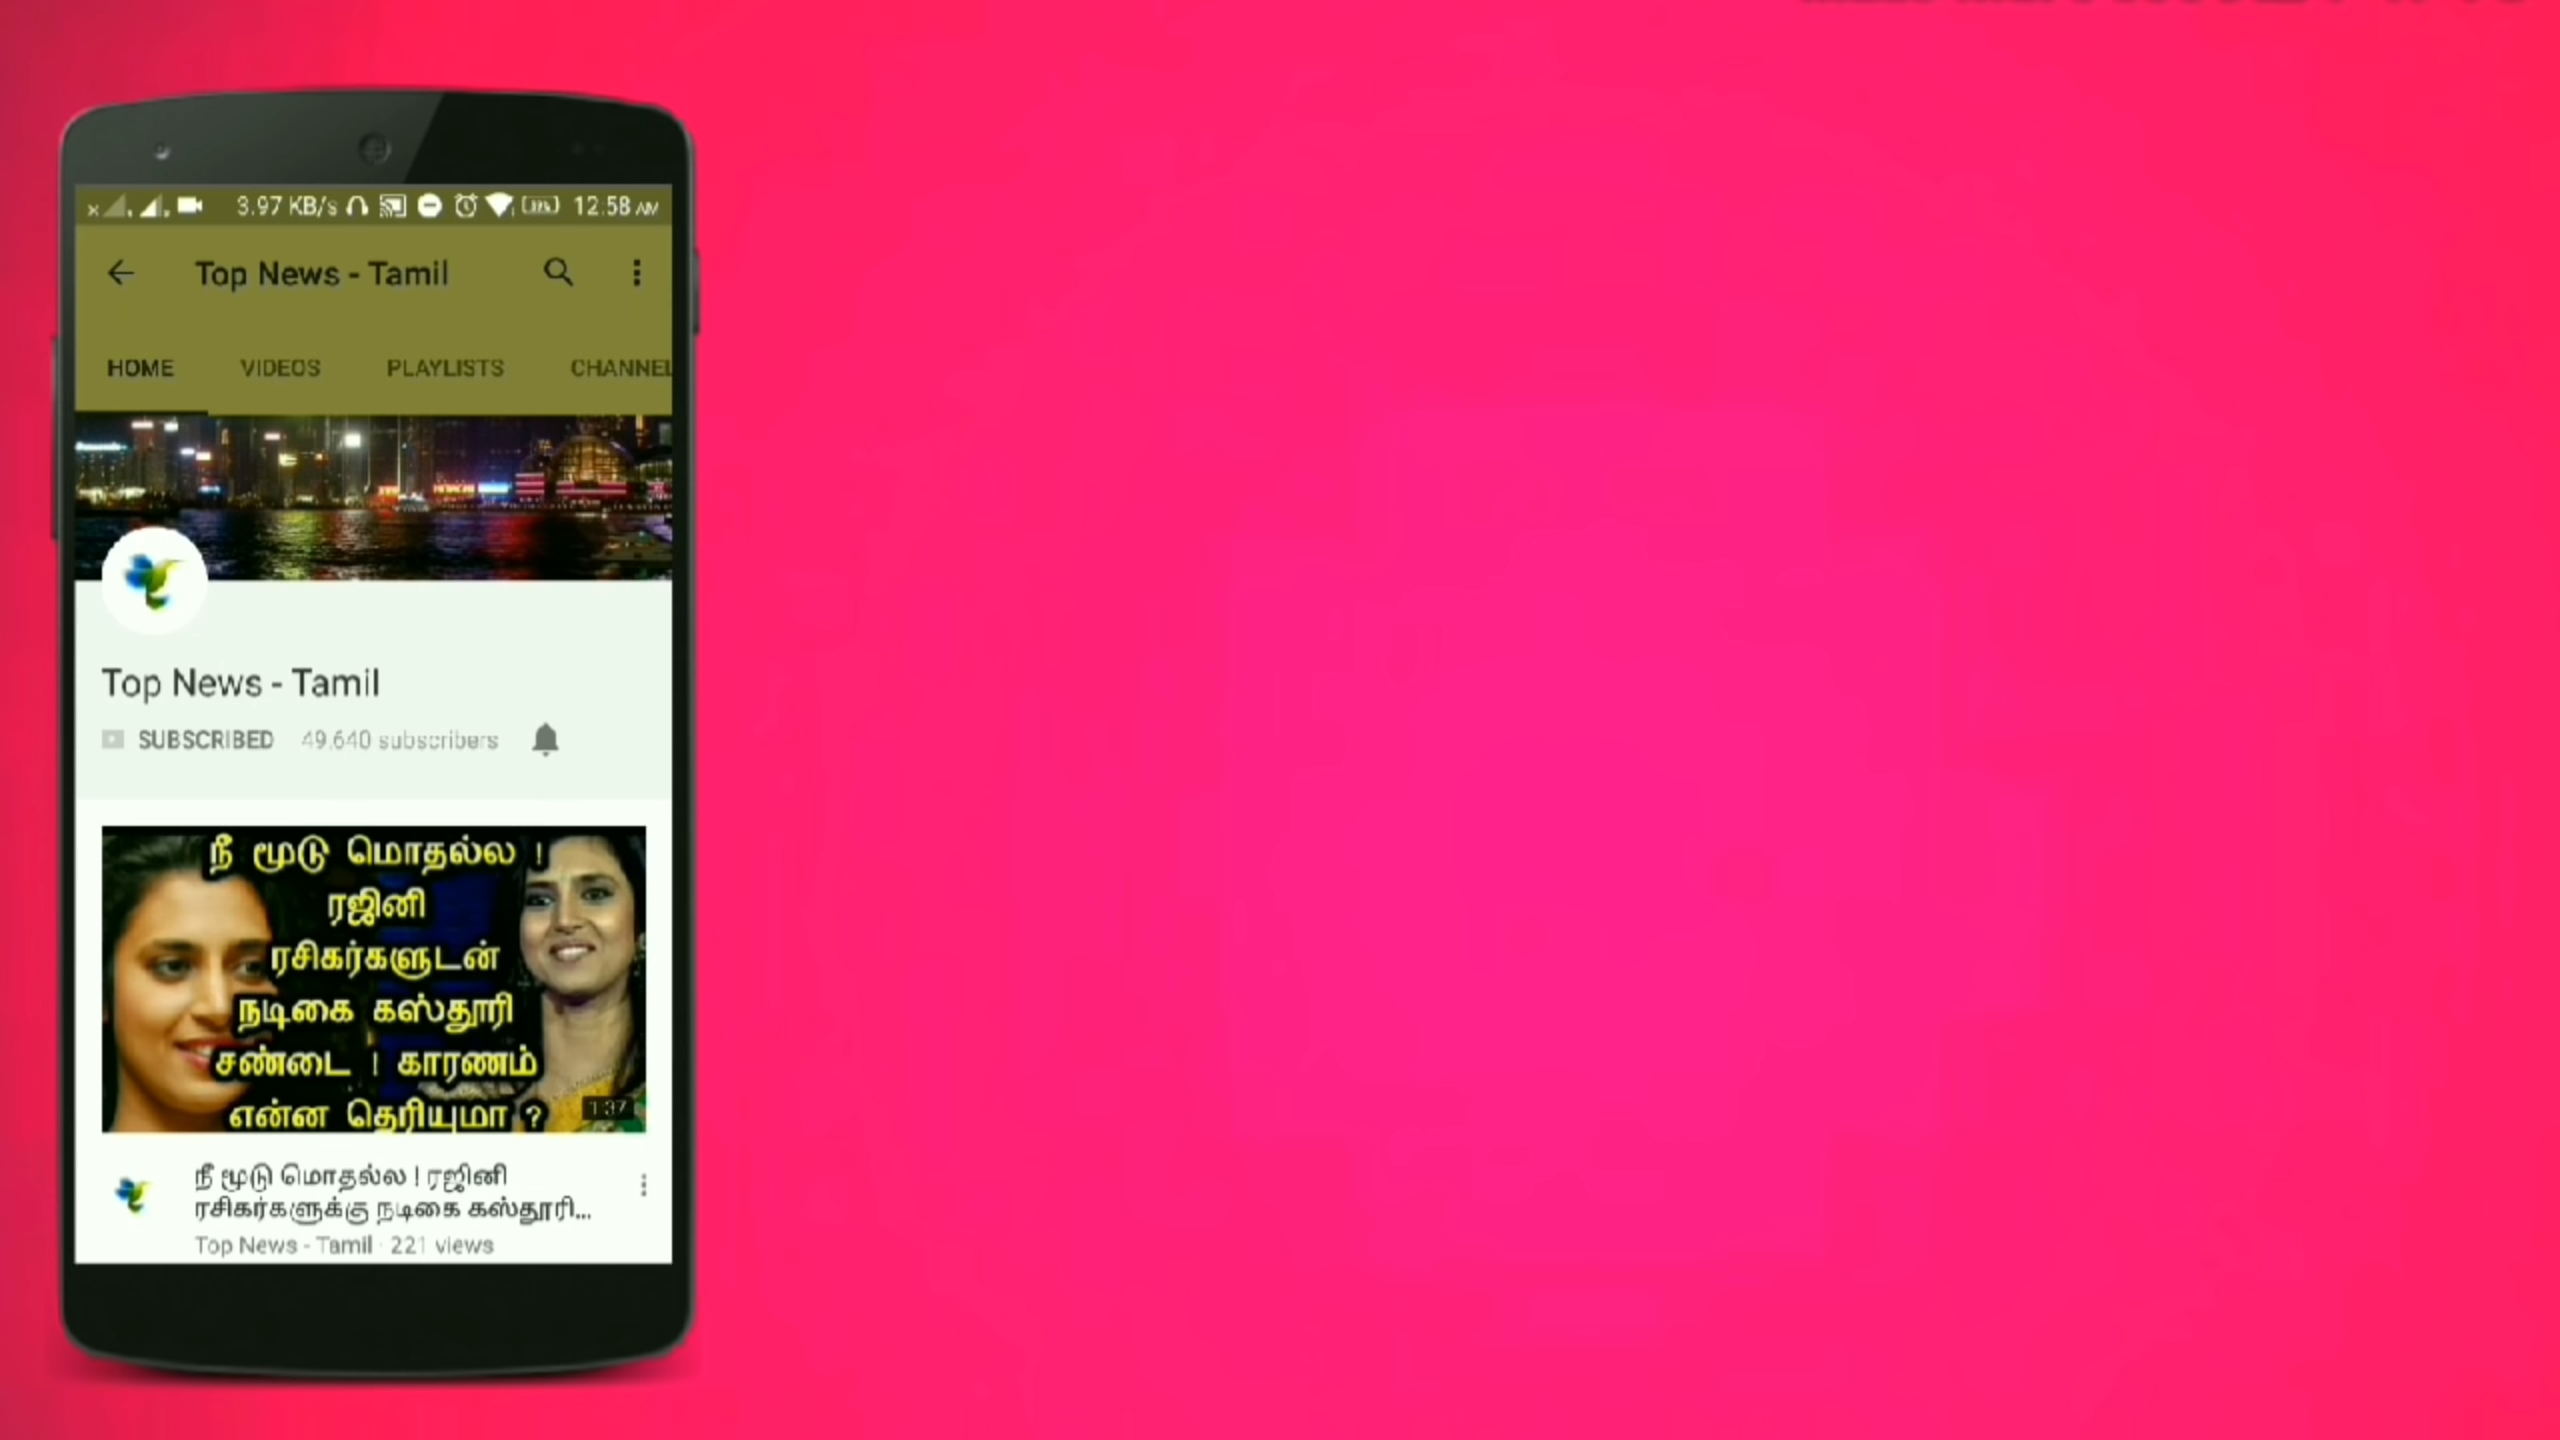 3.97 KB/s 12.58 AM
Top News - Tamil
HOME VIDEOS PLAYLISTS CHANNEL
Top News - Tamil
SUBSCRIBED 49,640 subscribers
நீ மூடு மொதல்ல !
ரஜினி
ரசிகர்களுடன்
நடிகை கஸ்தூரி
சண்டை ! காரணம்
என்ன தெரியுமா ?
1:37
நீ மூடு மொதல்ல ! ரஜினி
ரசிகர்களுக்கு நடிகை கஸ்தூரி...
Top News - Tamil · 221 views